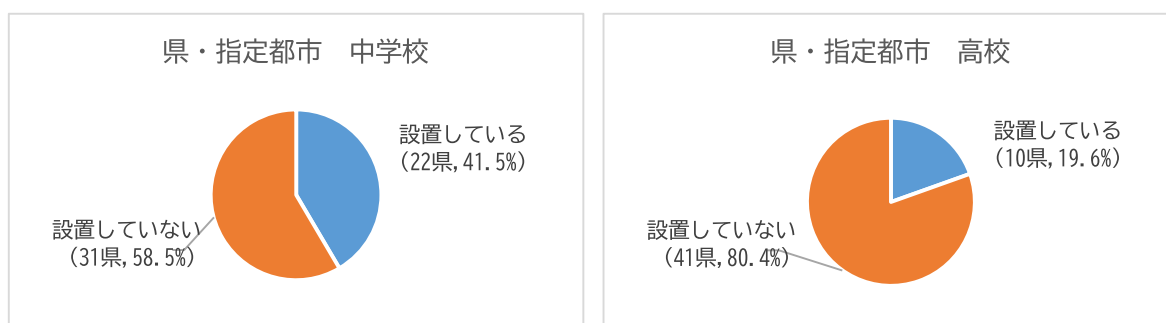 県・指定都市　中学校
設置している
(22県,41.5%)
設置していない
(31県,58.5%)
県・指定都市　高校
設置している
(10県,19.6%)
設置していない
(41県,80.4%)